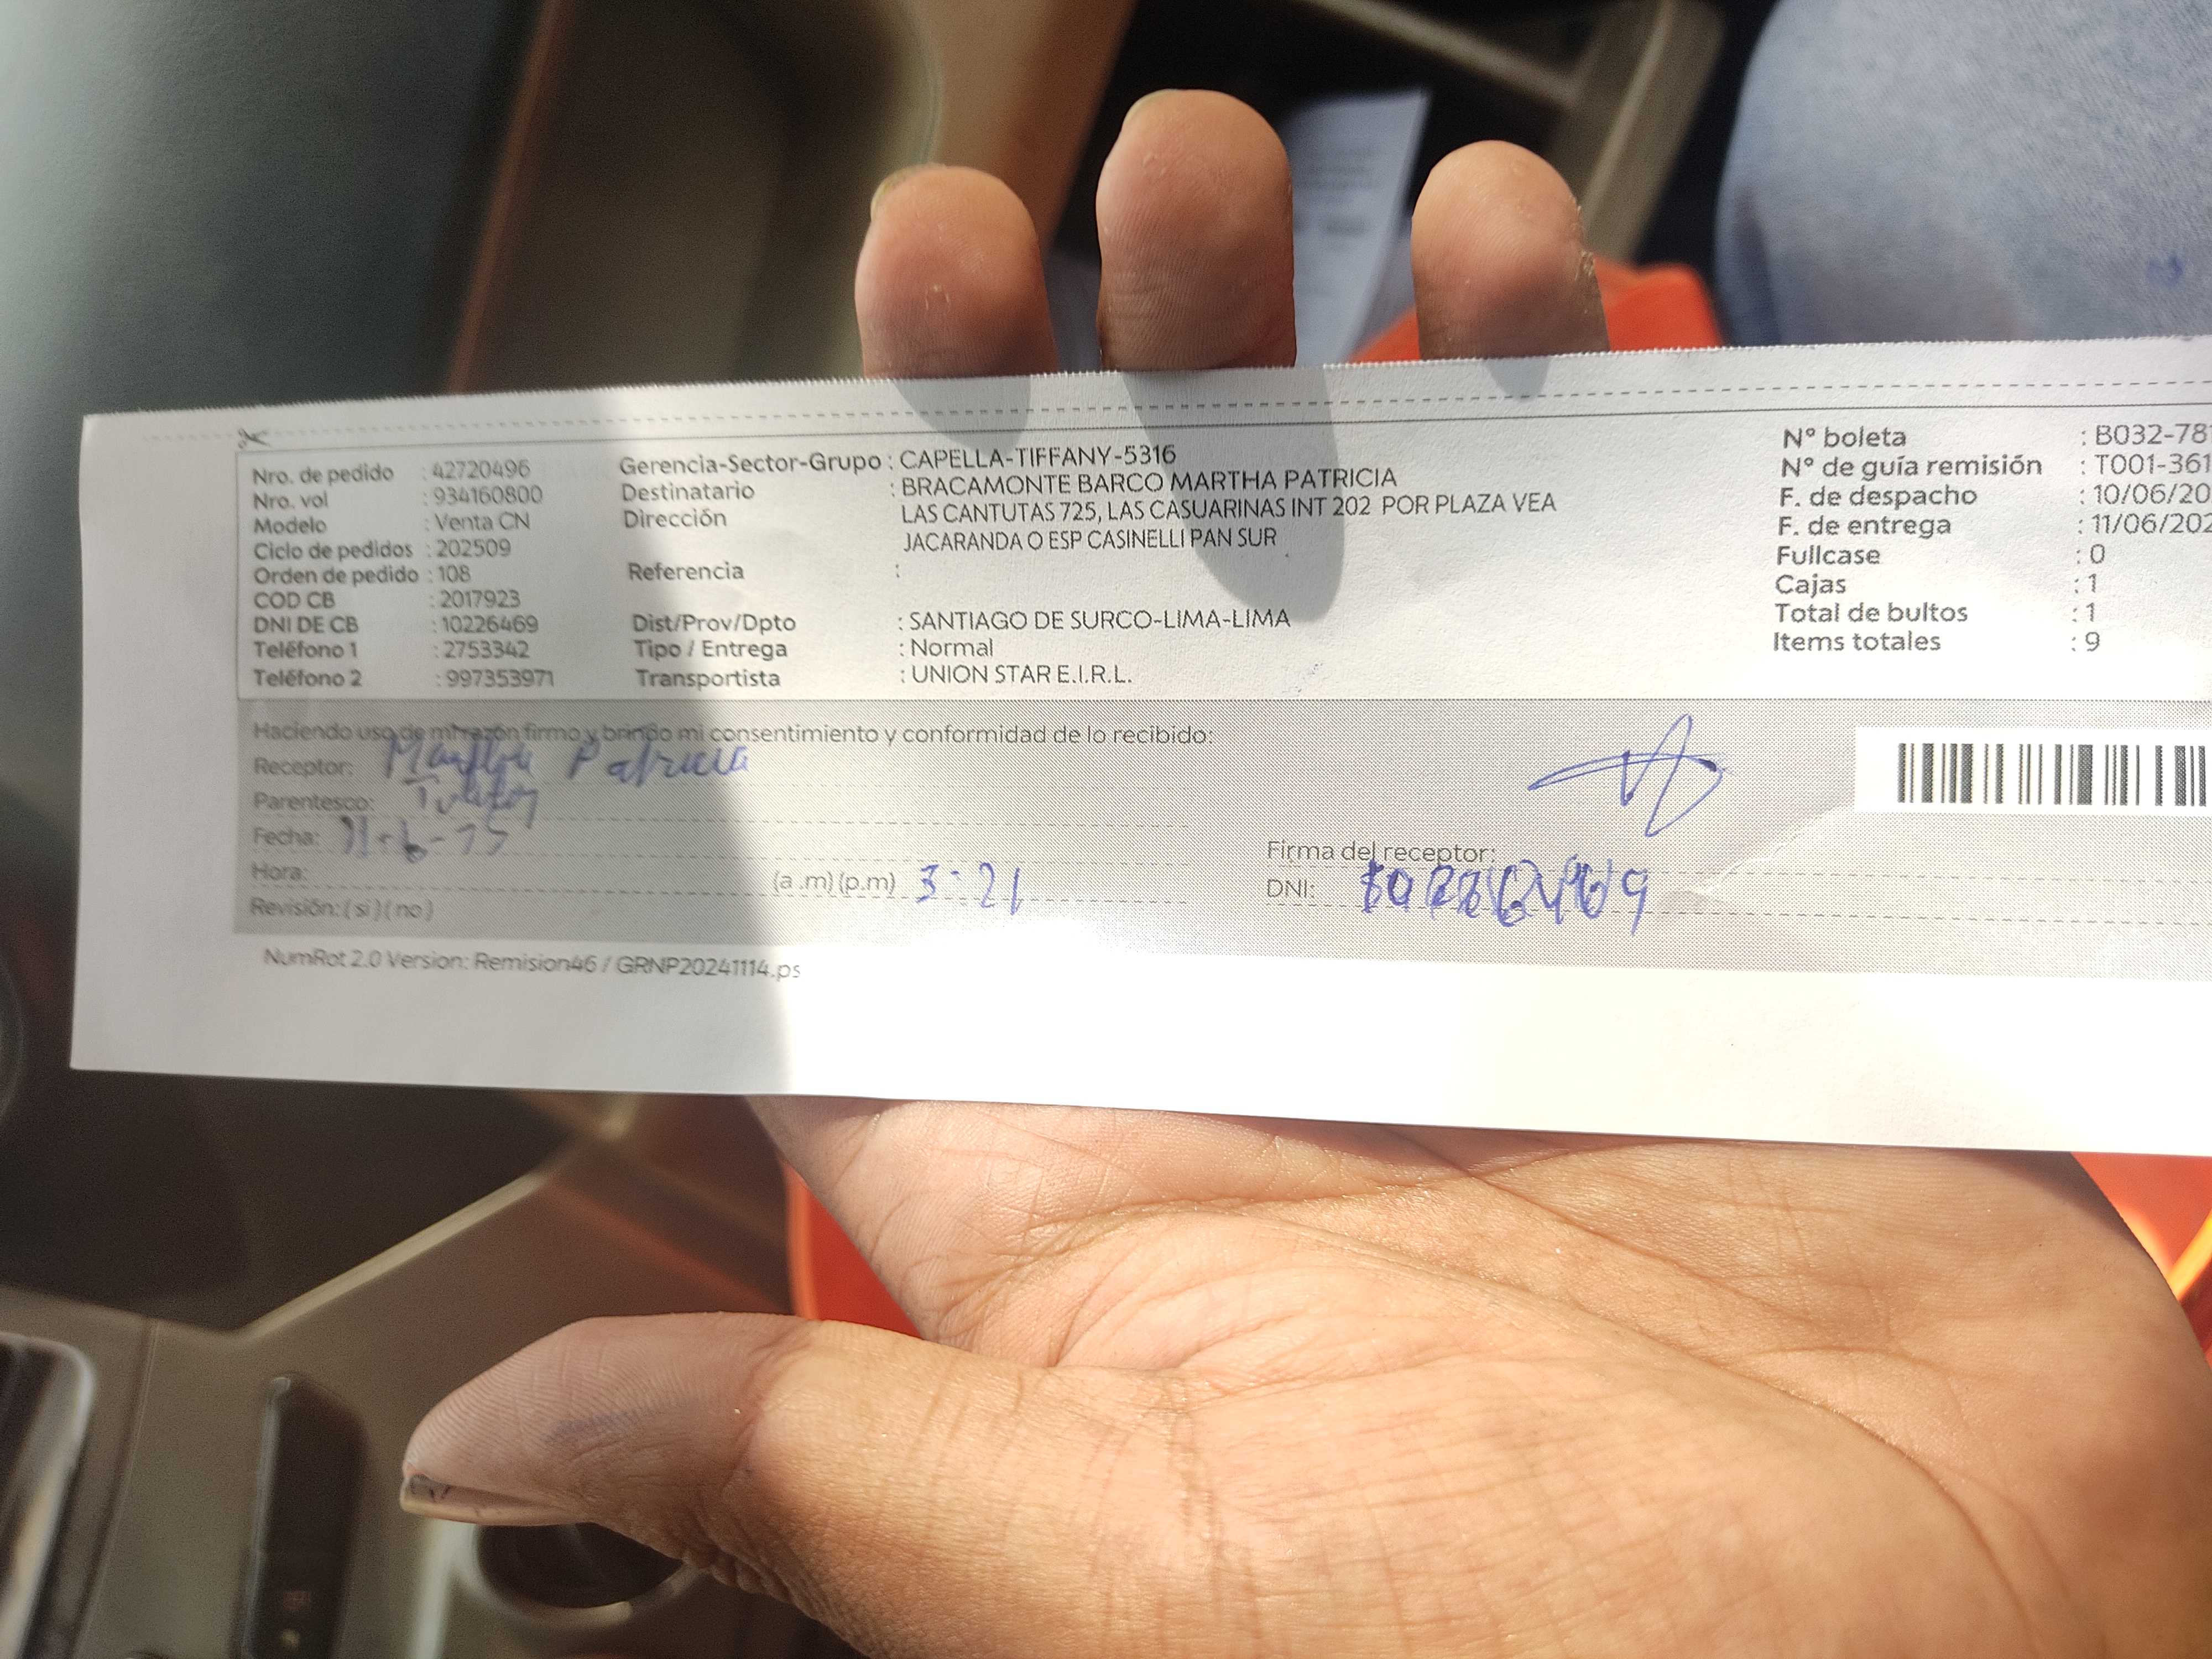 Nro. de pedido : 42720496
Nro. vol : 934160800
Modelo : Venta CN
Ciclo de pedidos : 202509
Orden de pedido : 108
COD CB : 2017923
DNI DE CB : 10226469
Teléfono 1 : 2753342
Teléfono 2 : 997353971
Gerencia-Sector-Grupo : CAPELLA-TIFFANY-5316
Destinatario : BRACAMONTE BARCO MARTHA PATRICIA
Dirección LAS CANTUTAS 725, LAS CASUARINAS INT 202 POR PLAZA VEA
JACARANDA O ESP CASINELLI PAN SUR
Referencia :
Dist/Prov/Dpto : SANTIAGO DE SURCO-LIMA-LIMA
Tipo / Entrega : Normal
Transportista : UNION STAR E.I.R.L.
N° boleta : B032-78
N° de guía remisión : T001-361
F. de despacho : 10/06/20
F. de entrega : 11/06/202
Fullcase : 0
Cajas : 1
Total de bultos : 1
Items totales : 9
Haciendo uso de mi razón firmo y brindo mi consentimiento y conformidad de lo recibido:
Receptor: Martha Patricia
Parentesco:
Fecha:
Hora: (a .m) (p.m) 3:21
Revisión: ( si ) ( no )
Firma del receptor:
DNI: 10226469
NumRot 2.0 Version: Remision46 / GRNP20241114.ps